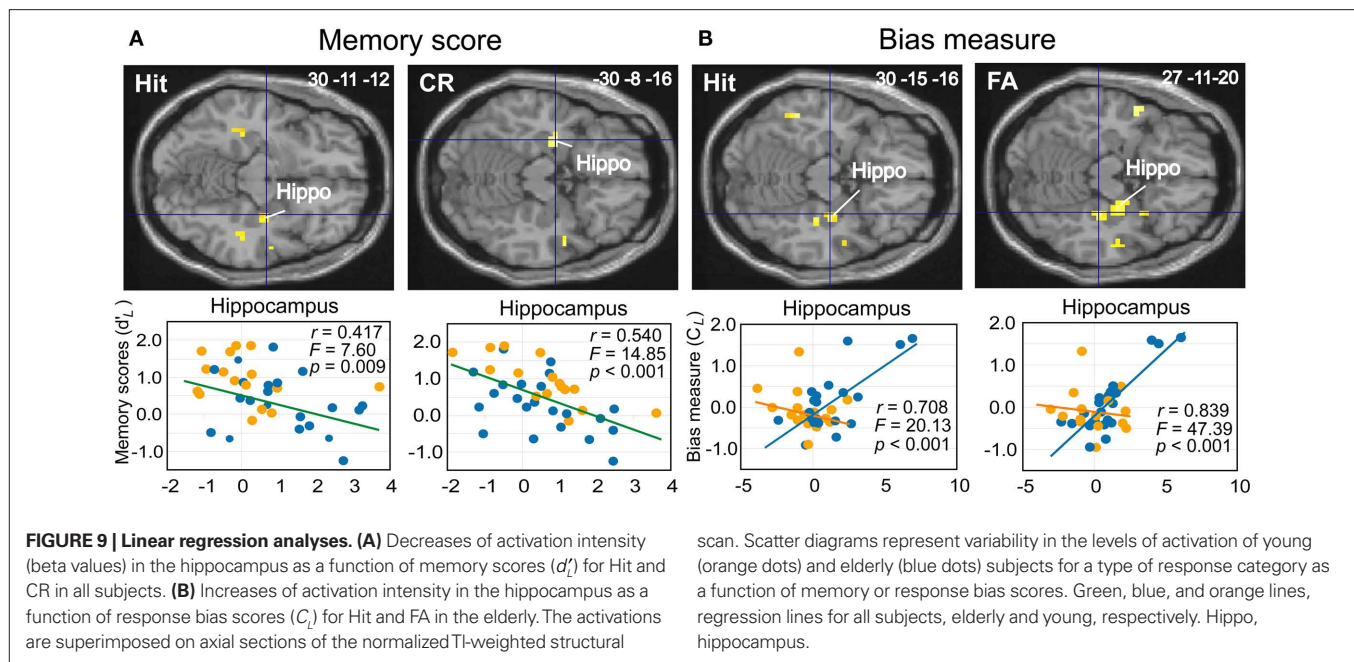 A
Memory score
B
Bias measure
Hit
30 -11 -12
CR
-30 -8 -16
Hit
30 -15 -16
FA
27 -11-20
Hippo
Hippo
Hippo
Hippo
Hippocampus
Hippocampus
Hippocampus
Hippocampus
Memory scores (d'L)
2.0
1.0
0.0
-1.0
r = 0.417
F = 7.60
p = 0.009
-2 -1 0 1 2 3 4
2.0
1.0
0.0
-1.0
r = 0.540
F = 14.85
p < 0.001
-2 0 2 4
Bias measure (CL)
2.0
1.0
0.0
-1.0
r = 0.708
F = 20.13
p < 0.001
-5 0 5 10
2.0
1.0
0.0
-1.0
r = 0.839
F = 47.39
p < 0.001
-5 0 5 10
FIGURE 9 | Linear regression analyses. (A) Decreases of activation intensity
(beta values) in the hippocampus as a function of memory scores (d'L) for Hit and
CR in all subjects. (B) Increases of activation intensity in the hippocampus as a
function of response bias scores (CL) for Hit and FA in the elderly. The activations
are superimposed on axial sections of the normalized TI-weighted structural
scan. Scatter diagrams represent variability in the levels of activation of young
(orange dots) and elderly (blue dots) subjects for a type of response category as
a function of memory or response bias scores. Green, blue, and orange lines,
regression lines for all subjects, elderly and young, respectively. Hippo,
hippocampus.